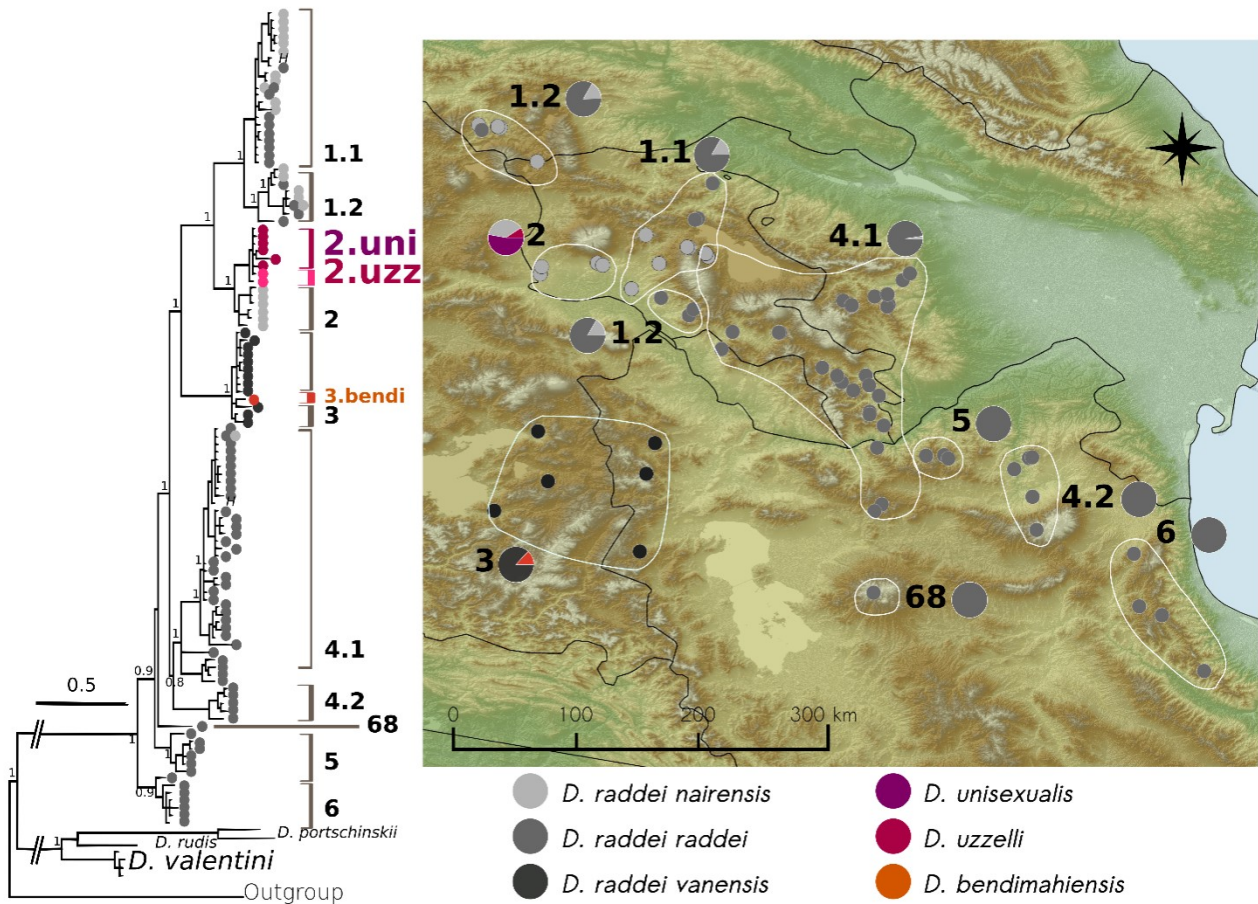 1
1
1
1
1.1
1.2
2.uni
2.uzz
1
1
2
1
3.bendi
3
1
1
1
0.9
0.8
4.1
0.5
4.2
68
1
1
5
0.9
6
1
1
D. portschinskii
D. rudis
D. valentini
Outgroup
1.2
1.1
2
4.1
1.2
5
4.2
6
3
68
0
100
200
300 km
D. raddei nairensis
D. raddei raddei
D. raddei vanensis
D. unisexualis
D. uzzelli
D. bendimahiensis